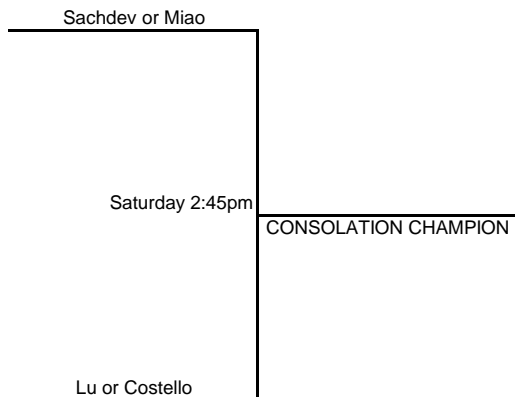 Sachdev or Miao
Saturday 2:45pm
CONSOLATION CHAMPION
Lu or Costello